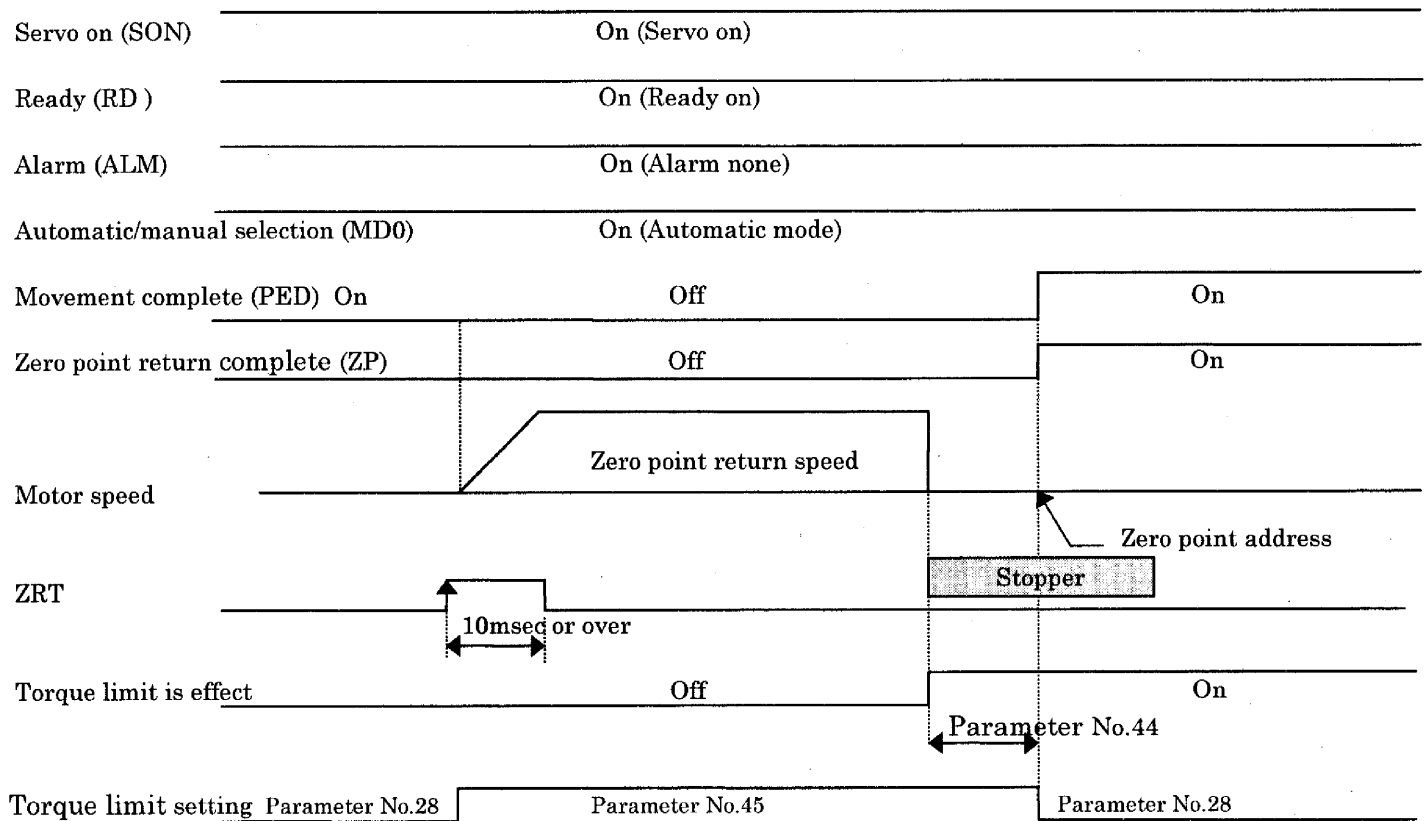 Servo on (SON) On (Servo on)
Ready (RD ) On (Ready on)
Alarm (ALM) On (Alarm none)
Automatic/manual selection (MD0) On (Automatic mode)
Movement complete (PED) On Off On
Zero point return complete (ZP) Off On
Zero point return speed
Motor speed
Zero point address
Stopper
ZRT
10msec or over
Torque limit is effect Off On
Parameter No.44
Torque limit setting Parameter No.28 Parameter No.45 Parameter No.28